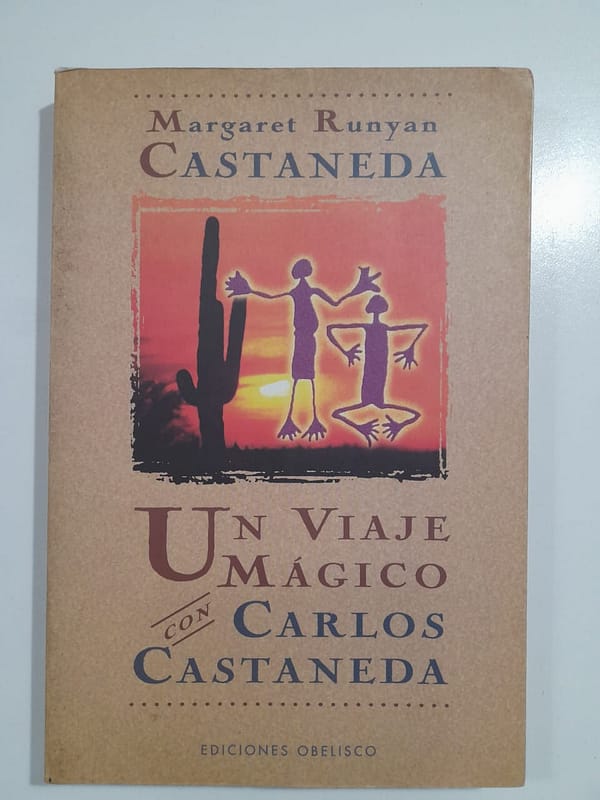 Margaret Runyan
CASTANEDA
UN VIAJE
MÁGICO
CON CARLOS
CASTANEDA
EDICIONES OBELISCO